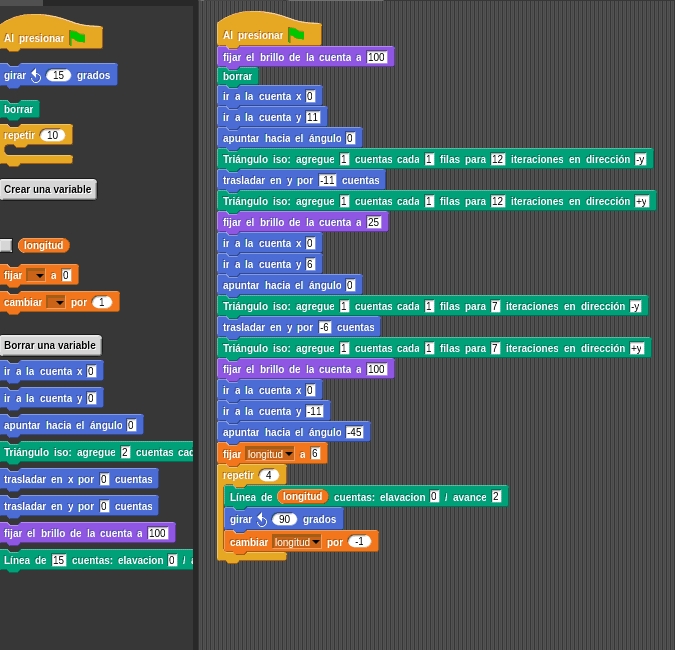 Al presionar
girar 15 grados
borrar
repetir 10
Crear una variable
longitud
fijar a 0
cambiar por 1
Borrar una variable
ir a la cuenta x 0
ir a la cuenta y 0
apuntar hacia el ángulo 0
Triángulo iso: agregue 2 cuentas cac
trasladar en x por 0 cuentas
trasladar en y por 0 cuentas
fijar el brillo de la cuenta a 100
Línea de 15 cuentas: elavacion 0 /
Al presionar
fijar el brillo de la cuenta a 100
borrar
ir a la cuenta x 0
ir a la cuenta y 11
apuntar hacia el ángulo 0
Triángulo iso: agregue 1 cuentas cada 1 filas para 12 iteraciones en dirección -y
trasladar en y por -11 cuentas
Triángulo iso: agregue 1 cuentas cada 1 filas para 12 iteraciones en dirección +y
fijar el brillo de la cuenta a 25
ir a la cuenta x 0
ir a la cuenta y 6
apuntar hacia el ángulo 0
Triángulo iso: agregue 1 cuentas cada 1 filas para 7 iteraciones en dirección -y
trasladar en y por -6 cuentas
Triángulo iso: agregue 1 cuentas cada 1 filas para 7 iteraciones en dirección +y
fijar el brillo de la cuenta a 100
ir a la cuenta x 0
ir a la cuenta y -11
apuntar hacia el ángulo -45
fijar longitud a 6
repetir 4
Línea de longitud cuentas: elavacion 0 / avance 2
girar 90 grados
cambiar longitud por -1